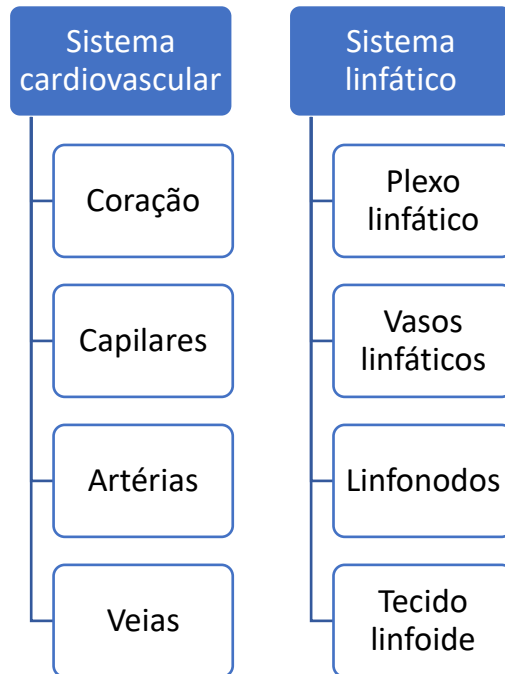 Sistema
cardiovascular
Coração
Capilares
Artérias
Veias
Sistema
linfático
Plexo
linfático
Vasos
linfáticos
Linfonodos
Tecido
linfoide